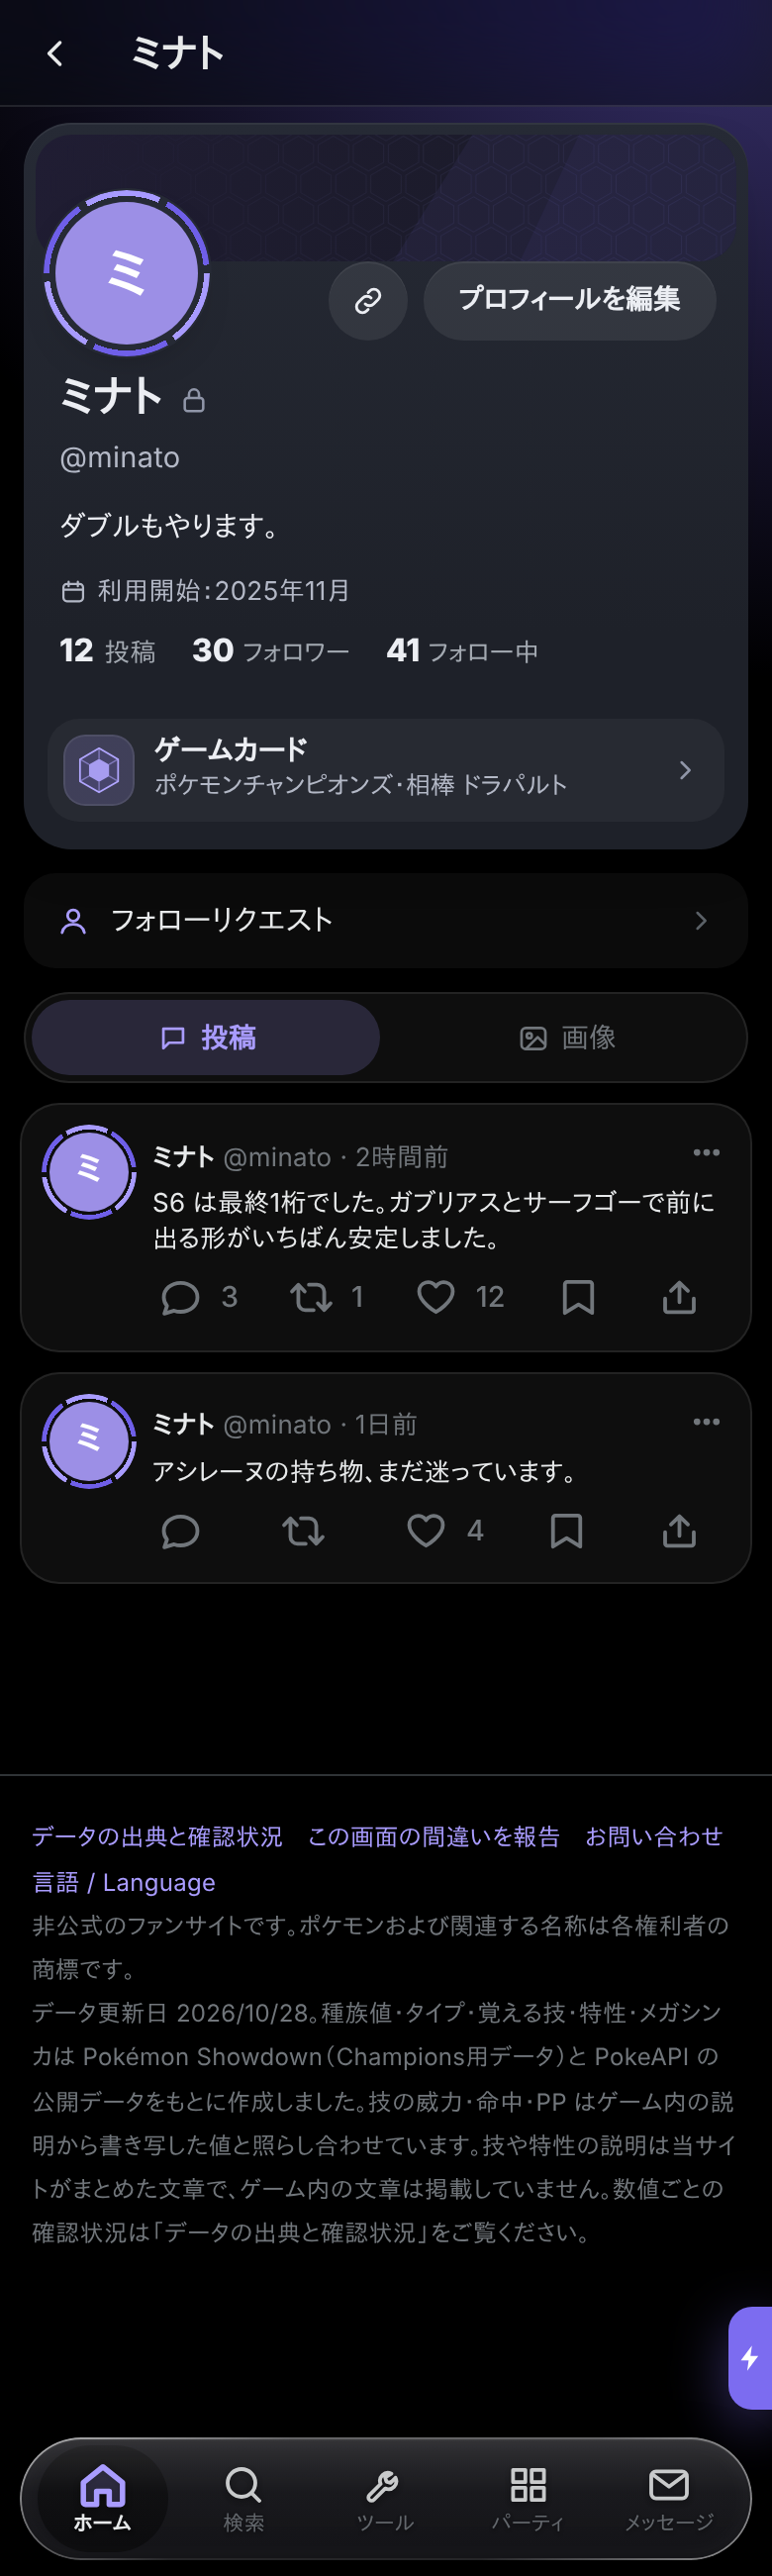 ミナト
ミ
プロフィールを編集
ミナト
@minato
ダブルもやります。
利用開始：2025年11月
12 投稿 30 フォロワー 41 フォロー中
ゲームカード
ポケモンチャンピオンズ・相棒 ドラパルト
フォローリクエスト
投稿 画像
ミ
ミナト @minato · 2時間前
S6 は最終1桁でした。ガブリアスとサーフゴーで前に
出る形がいちばん安定しました。
3 1 12
ミ
ミナト @minato · 1日前
アシレーヌの持ち物、まだ迷っています。
4
データの出典と確認状況 この画面の間違いを報告 お問い合わせ
言語 / Language
非公式のファンサイトです。ポケモンおよび関連する名称は各権利者の
商標です。
データ更新日 2026/10/28。種族値・タイプ・覚える技・特性・メガシン
カは Pokémon Showdown（Champions用データ）と PokeAPI の
公開データをもとに作成しました。技の威力・命中・PP はゲーム内の説
明から書き写した値と照らし合わせています。技や特性の説明は当サイ
トがまとめた文章で、ゲーム内の文章は掲載していません。数値ごとの
確認状況は「データの出典と確認状況」をご覧ください。
ホーム 検索 ツール パーティ メッセージ